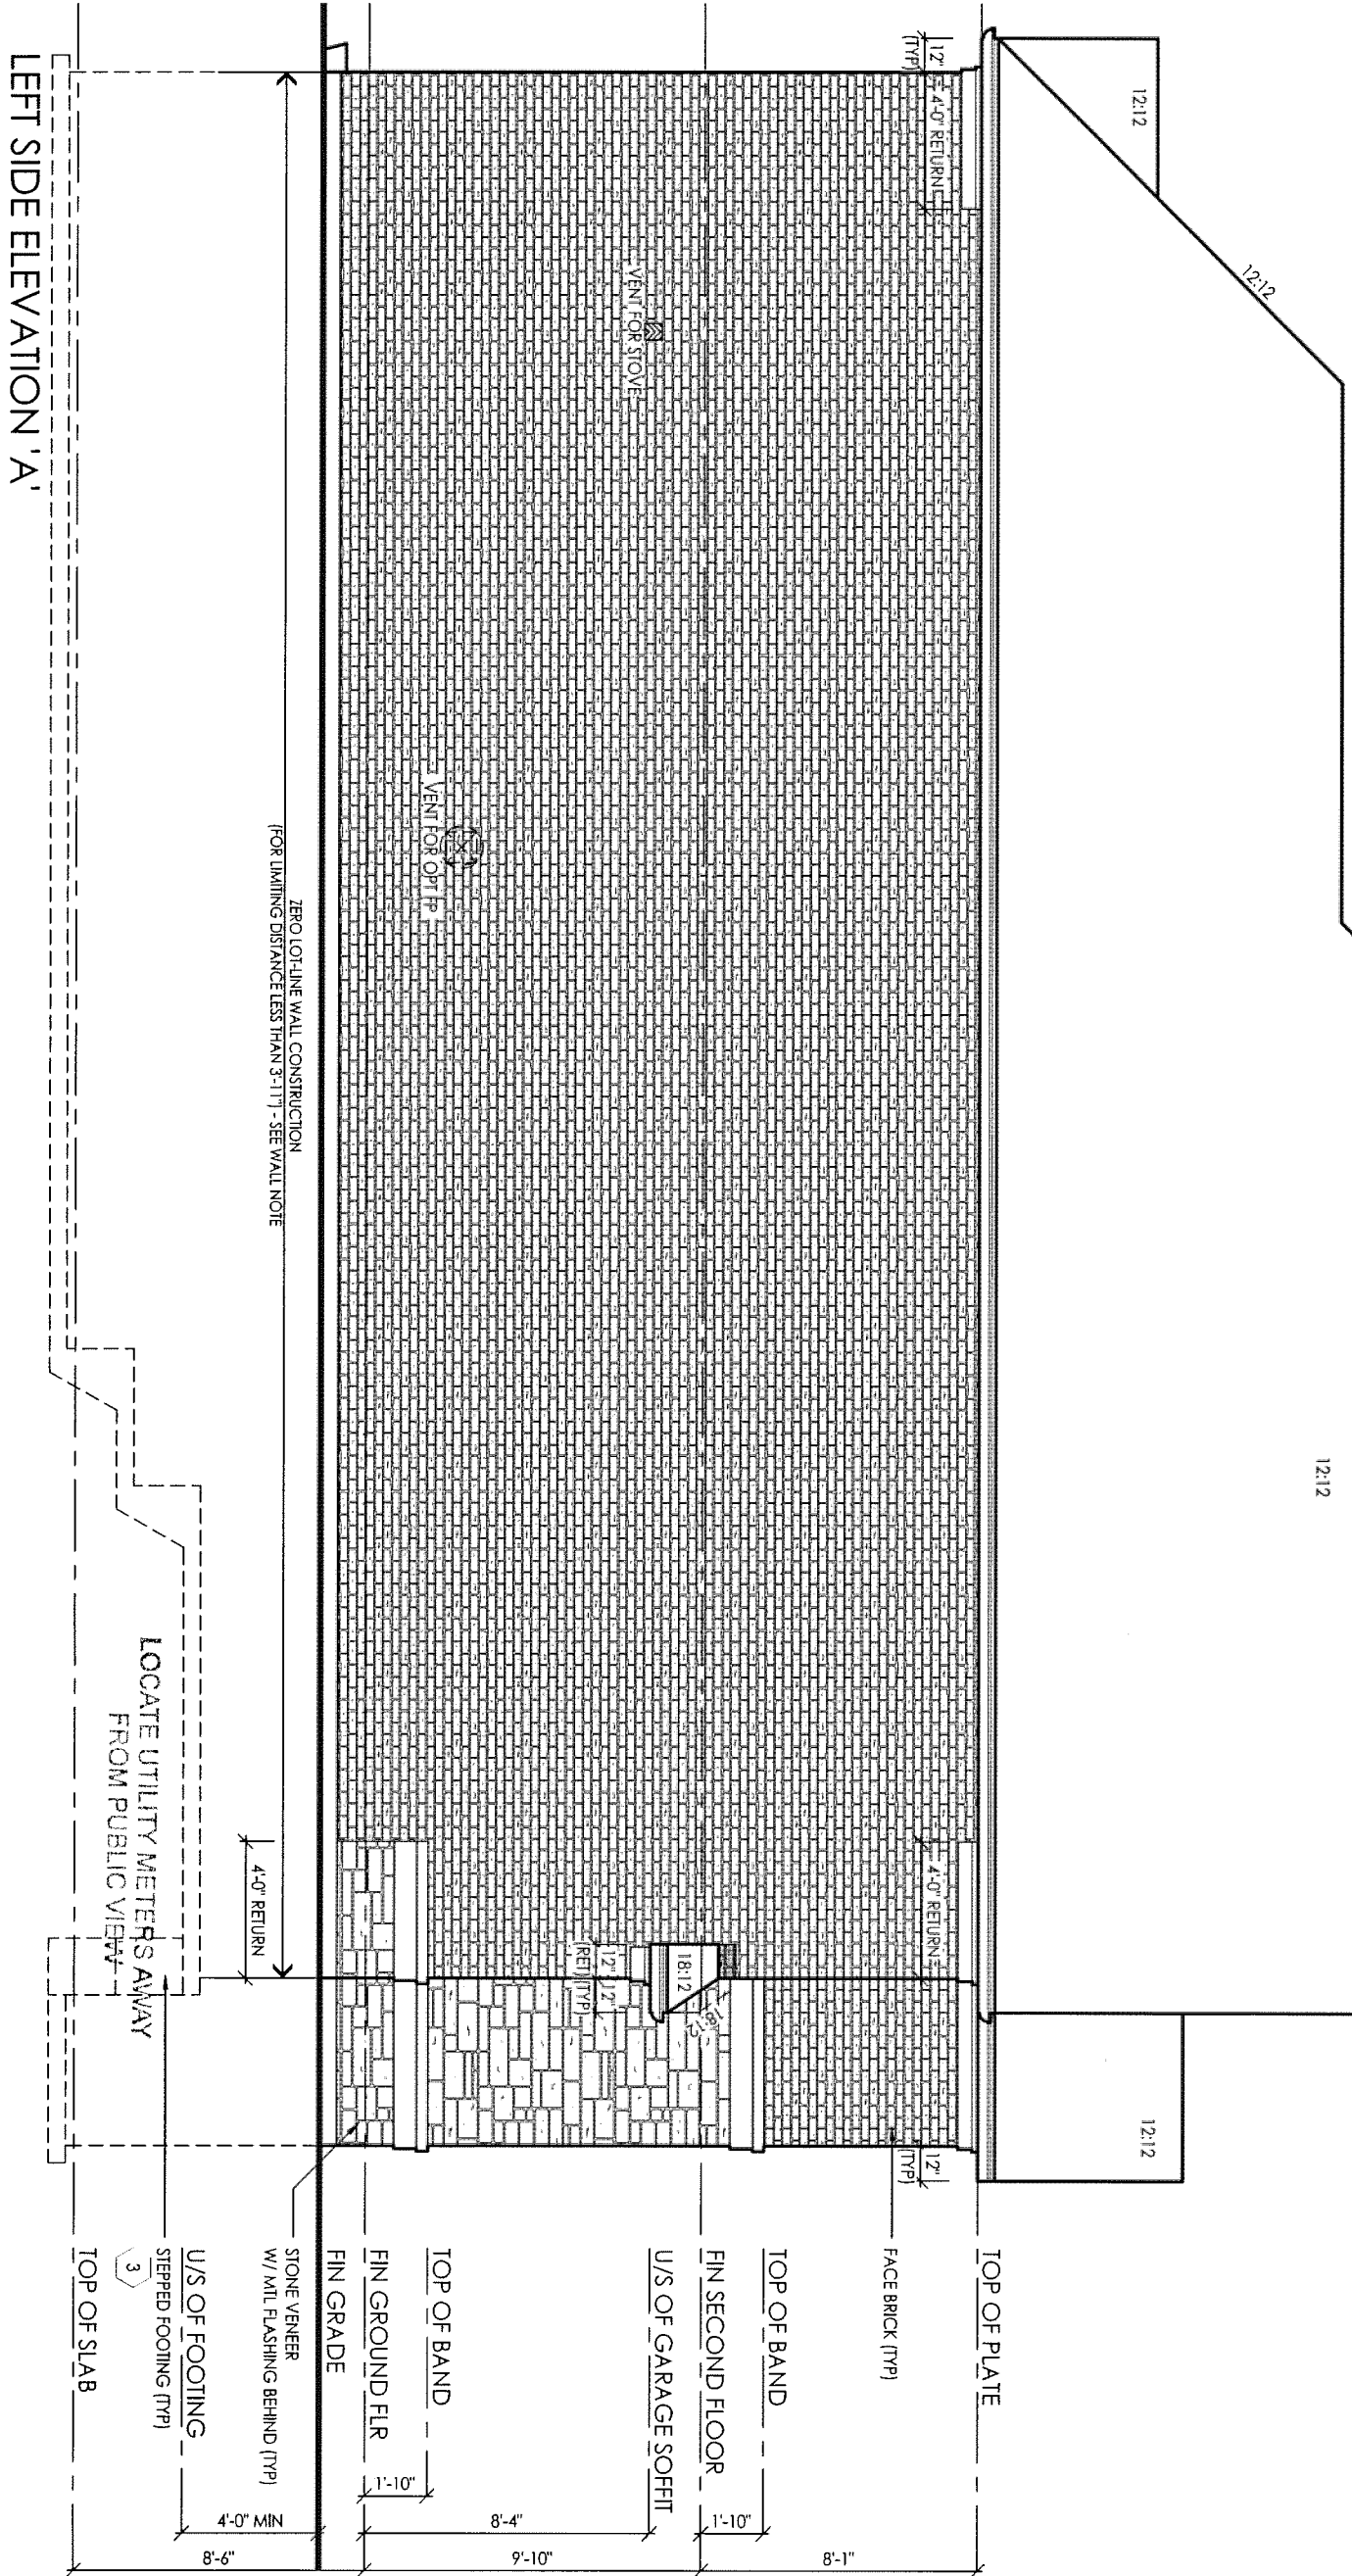 12:12
12:12
12:12
12:12
12"
(TYP)
4'-0" RETURN
VENT FOR STOVE
VENT FOR OPT FP
4'-0" RETURN
18:12
18:12
12"
12"
(RET)
(TYP)
12"
(TYP)
ZERO LOT-LINE WALL CONSTRUCTION
(FOR LIMITING DISTANCE LESS THAN 3'-11") - SEE WALL NOTE
4'-0" RETURN
LOCATE UTILITY METERS AWAY
FROM PUBLIC VIEW
TOP OF PLATE
FACE BRICK (TYP)
TOP OF BAND
FIN SECOND FLOOR
U/S OF GARAGE SOFFIT
TOP OF BAND
FIN GROUND FLR
FIN GRADE
STONE VENEER
W/ MTL FLASHING BEHIND (TYP)
U/S OF FOOTING
STEPPED FOOTING (TYP)
3
TOP OF SLAB
8'-1"
1'-10"
9'-10"
8'-4"
1'-10"
4'-0" MIN
8'-6"
LEFT SIDE ELEVATION 'A'